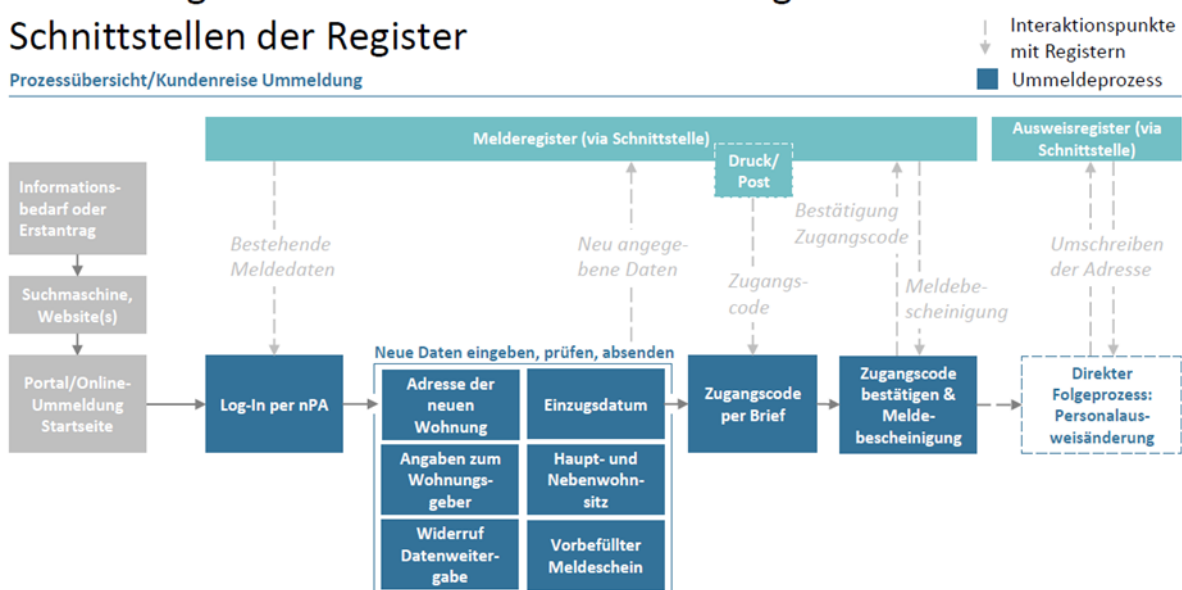 Schnittstellen der Register
Interaktionspunkte
mit Registern
Ummeldeprozess
Prozessübersicht/Kundenreise Ummeldung
Melderegister (via Schnittstelle)
Ausweisregister (via
Schnittstelle)
Druck/
Post
Informations-
bedarf oder
Erstantrag
Bestehende
Meldedaten
Neu angege-
bene Daten
Zugangs-
code
Bestätigung
Zugangscode
Meldebe-
scheinigung
Umschreiben
der Adresse
Suchmaschine,
Website(s)
Portal/Online-
Ummeldung
Startseite
Log-In per nPA
Neue Daten eingeben, prüfen, absenden
Adresse der
neuen
Wohnung
Einzugsdatum
Angaben zum
Wohnungs-
geber
Haupt- und
Nebenwohn-
sitz
Widerruf
Datenweiter-
gabe
Vorbefüllter
Meldeschein
Zugangscode
per Brief
Zugangscode
bestätigen &
Melde-
bescheinigung
Direkter
Folgeprozess:
Personalaus-
weisänderung